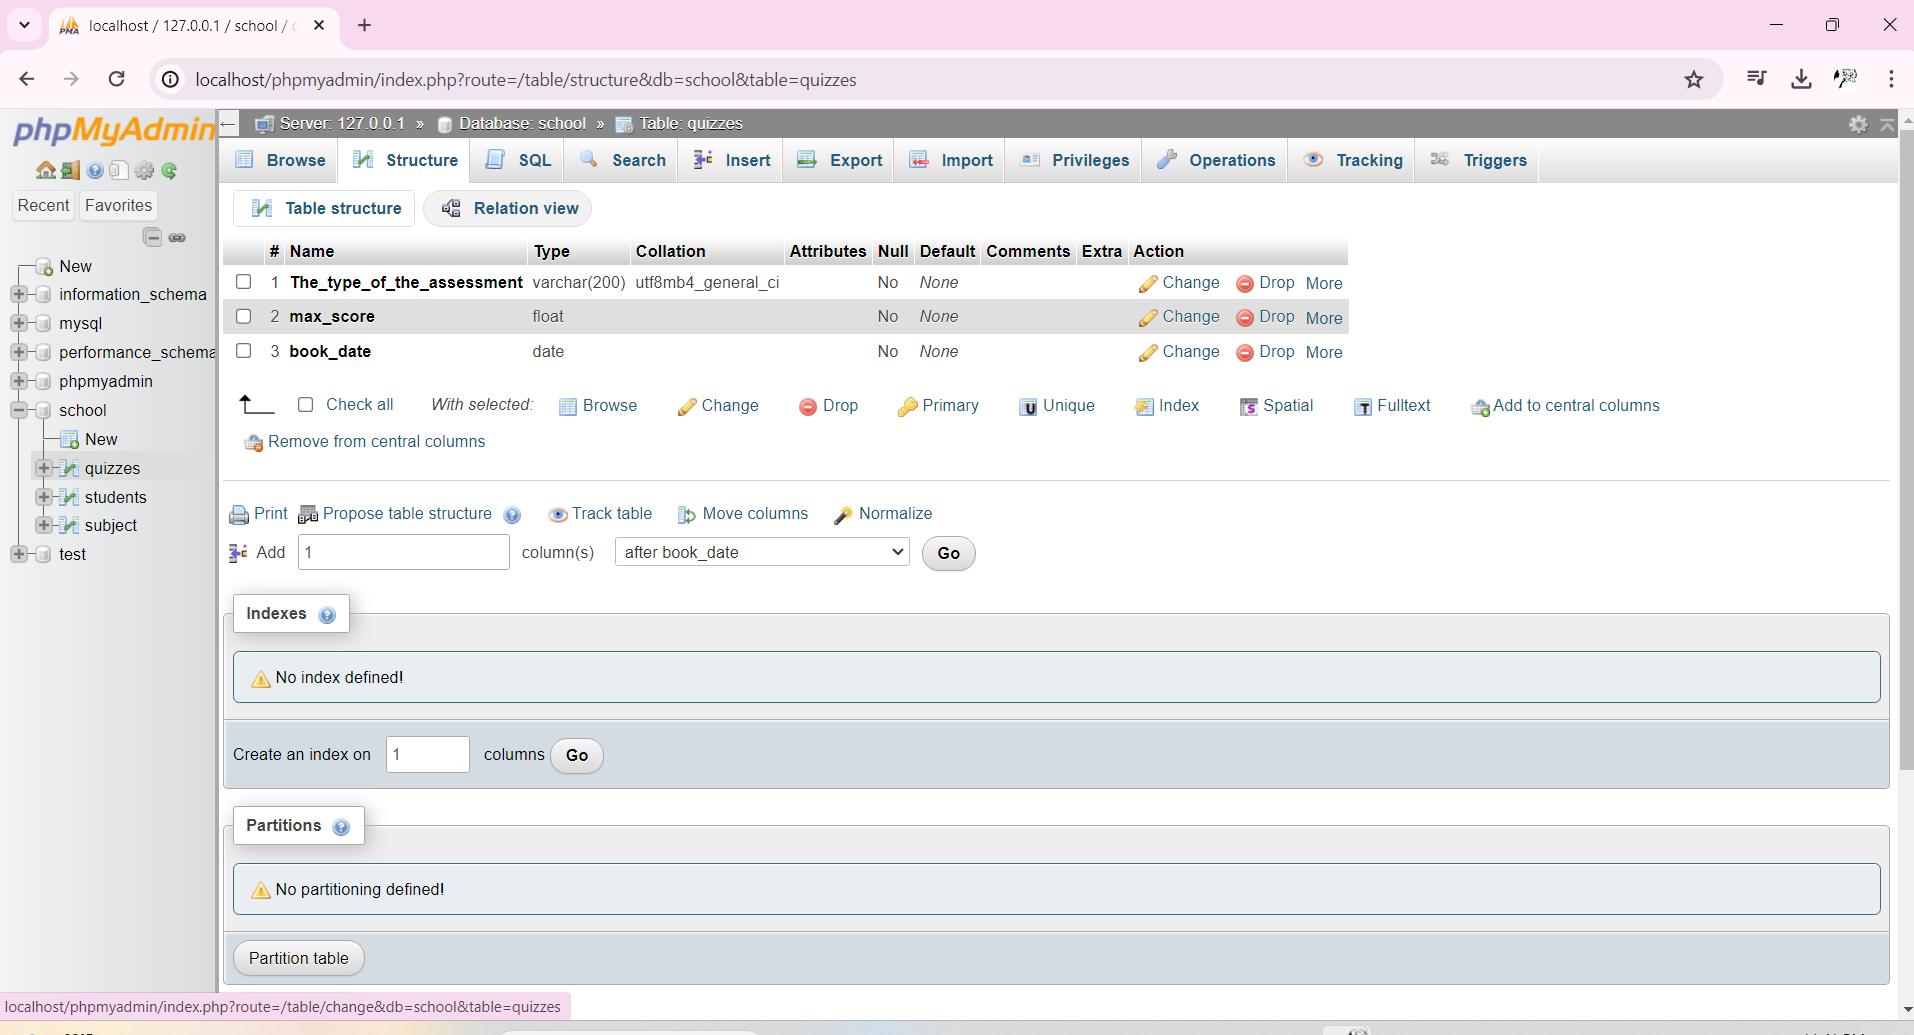 localhost / 127.0.0.1 / school /
localhost/phpmyadmin/index.php?route=/table/structure&db=school&table=quizzes
phpMyAdmin
Recent Favorites
New
information_schema
mysql
performance_schema
phpmyadmin
school
New
quizzes
students
subject
test
Server: 127.0.0.1 » Database: school » Table: quizzes
Browse Structure SQL Search Insert Export Import Privileges Operations Tracking Triggers
Table structure Relation view
# Name Type Collation Attributes Null Default Comments Extra Action
1 The_type_of_the_assessment varchar(200) utf8mb4_general_ci No None Change Drop More
2 max_score float No None Change Drop More
3 book_date date No None Change Drop More
Check all With selected: Browse Change Drop Primary Unique Index Spatial Fulltext Add to central columns
Remove from central columns
Print Propose table structure Track table Move columns Normalize
Add 1 column(s) after book_date Go
Indexes
No index defined!
Create an index on 1 columns Go
Partitions
No partitioning defined!
Partition table
localhost/phpmyadmin/index.php?route=/table/change&db=school&table=quizzes